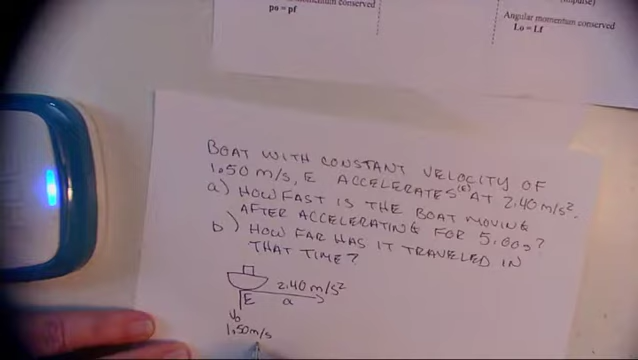 conserved
po = pf
(impulse)
Angular momentum conserved
Lo = Lf
BOAT WITH CONSTANT VELOCITY OF
1.50 m/s, E ACCELERATES (E) AT 2.40 m/s².
a) HOW FAST IS THE BOAT MOVING
AFTER ACCELERATING FOR 5.00s?
b) HOW FAR HAS IT TRAVELED IN
THAT TIME?
2.40 m/s²
E a
v₀
1.50 m/s